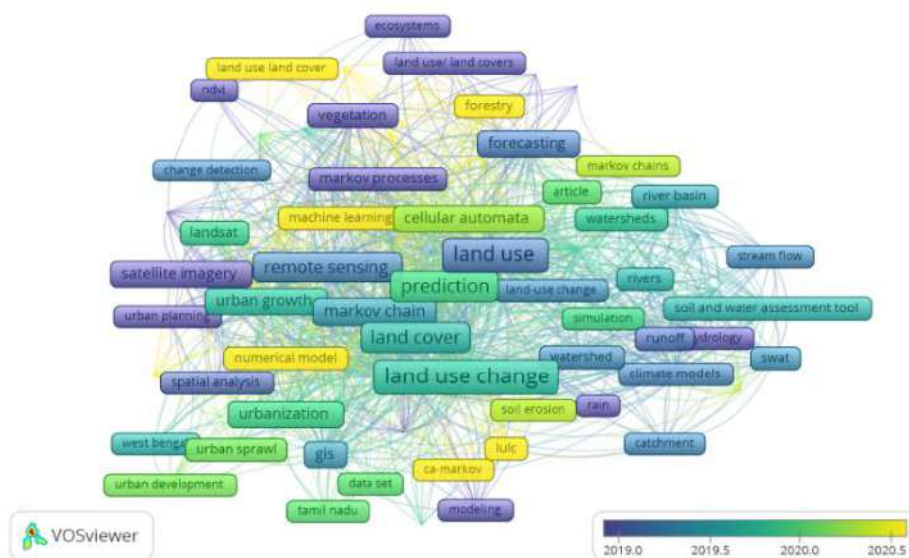 ecosystems
land use land cover
land use/ land covers
ndvi
forestry
vegetation
forecasting
markov chains
change detection
markov processes
article
river basin
machine learning
cellular automata
watersheds
landsat
land use
stream flow
satellite imagery
remote sensing
prediction
land-use change
rivers
urban growth
soil and water assessment tool
urban planning
markov chain
simulation
land cover
runoff
ydrology
numerical model
watershed
swat
spatial analysis
land use change
climate models
urbanization
soil erosion
rain
west benga
urban sprawl
gis
lulc
catchment
ca-markov
urban development
data set
tamil nadu
modeling
VOSviewer
2019.0 2019.5 2020.0 2020.5